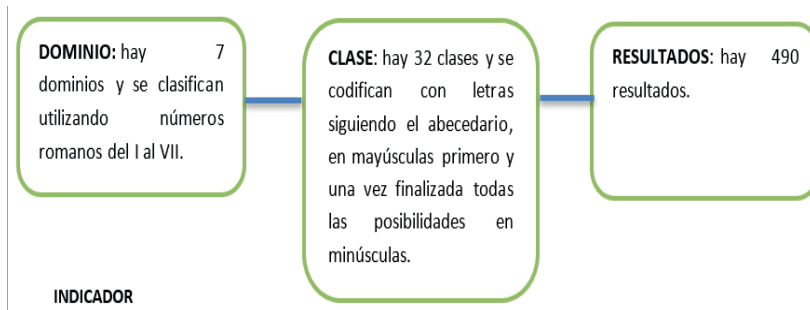 DOMINIO: hay 7
dominios y se clasifican
utilizando números
romanos del I al VII.
CLASE: hay 32 clases y se
codifican con letras
siguiendo el abecedario,
en mayúsculas primero y
una vez finalizada todas
las posibilidades en
minúsculas.
RESULTADOS: hay 490
resultados.
INDICADOR